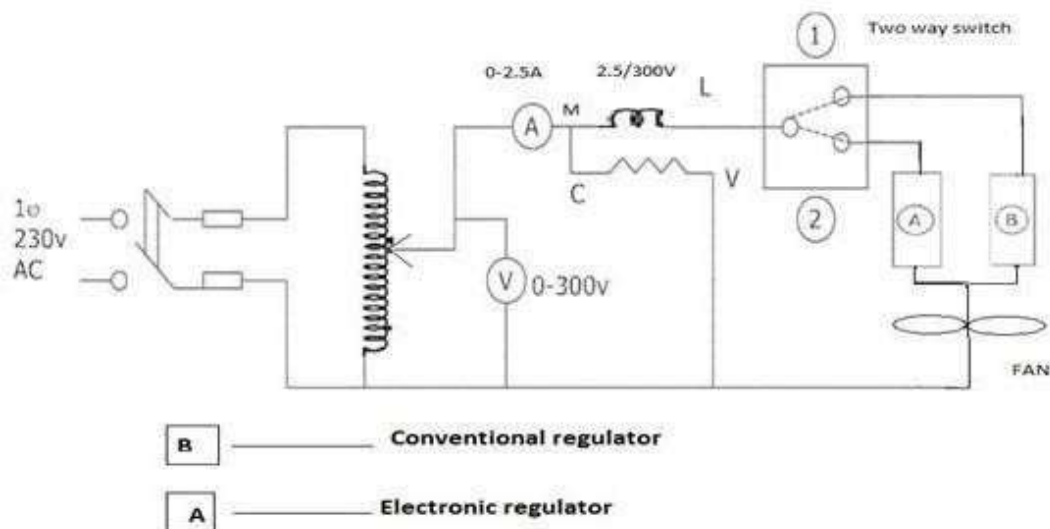 1 Two way switch
0-2.5A 2.5/300V
L
M
A
C V
1ɵ
230v
AC
2
A B
V 0-300v
FAN
B Conventional regulator
A Electronic regulator